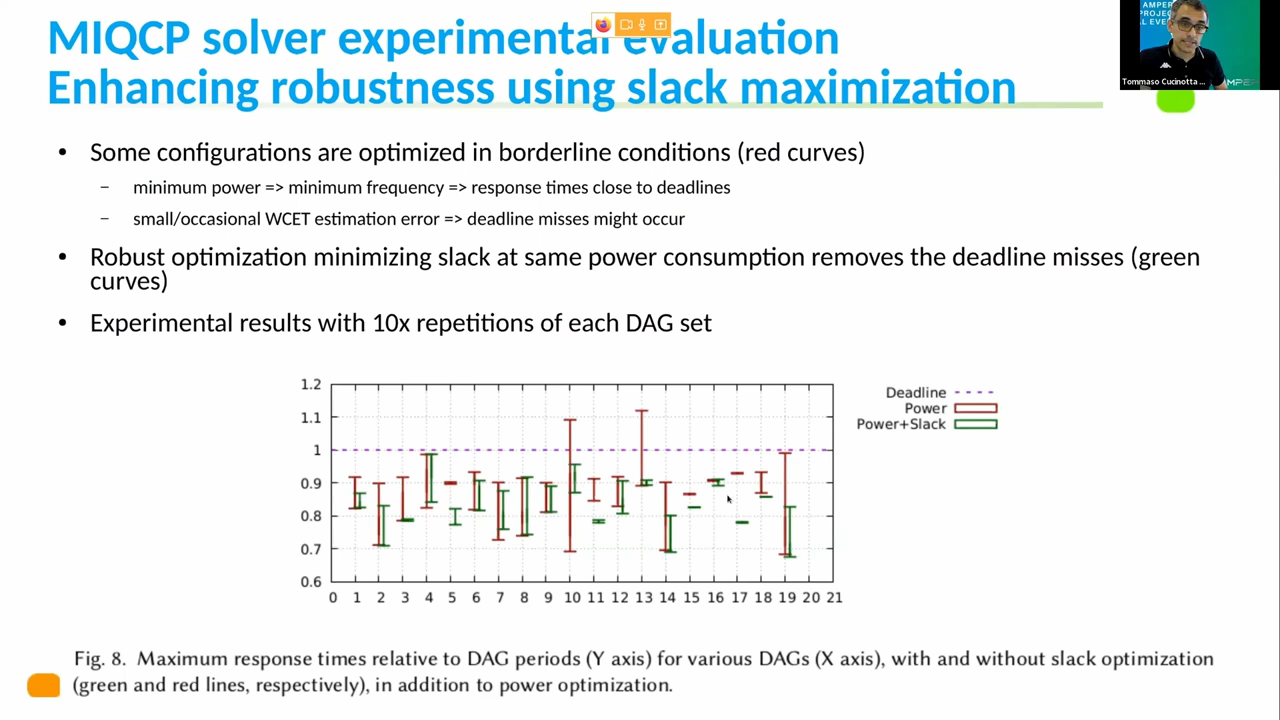 MIQCP solver experimental evaluation
Enhancing robustness using slack maximization
AMPER
PROJEC
L EVE
Tommaso Cucinotta ...
AMPE
• Some configurations are optimized in borderline conditions (red curves)
– minimum power => minimum frequency => response times close to deadlines
– small/occasional WCET estimation error => deadline misses might occur
• Robust optimization minimizing slack at same power consumption removes the deadline misses (green
curves)
• Experimental results with 10x repetitions of each DAG set
1.2
1.1
1
0.9
0.8
0.7
0.6
0 1 2 3 4 5 6 7 8 9 10 11 12 13 14 15 16 17 18 19 20 21
Deadline
Power
Power+Slack
Fig. 8. Maximum response times relative to DAG periods (Y axis) for various DAGs (X axis), with and without slack optimization
(green and red lines, respectively), in addition to power optimization.